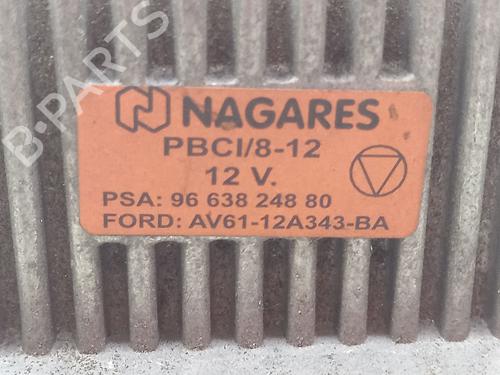 B-PARTS
NAGARES
PBCI/8-12
12 V.
PSA: 96 638 248 80
FORD: AV61-12A343-BA